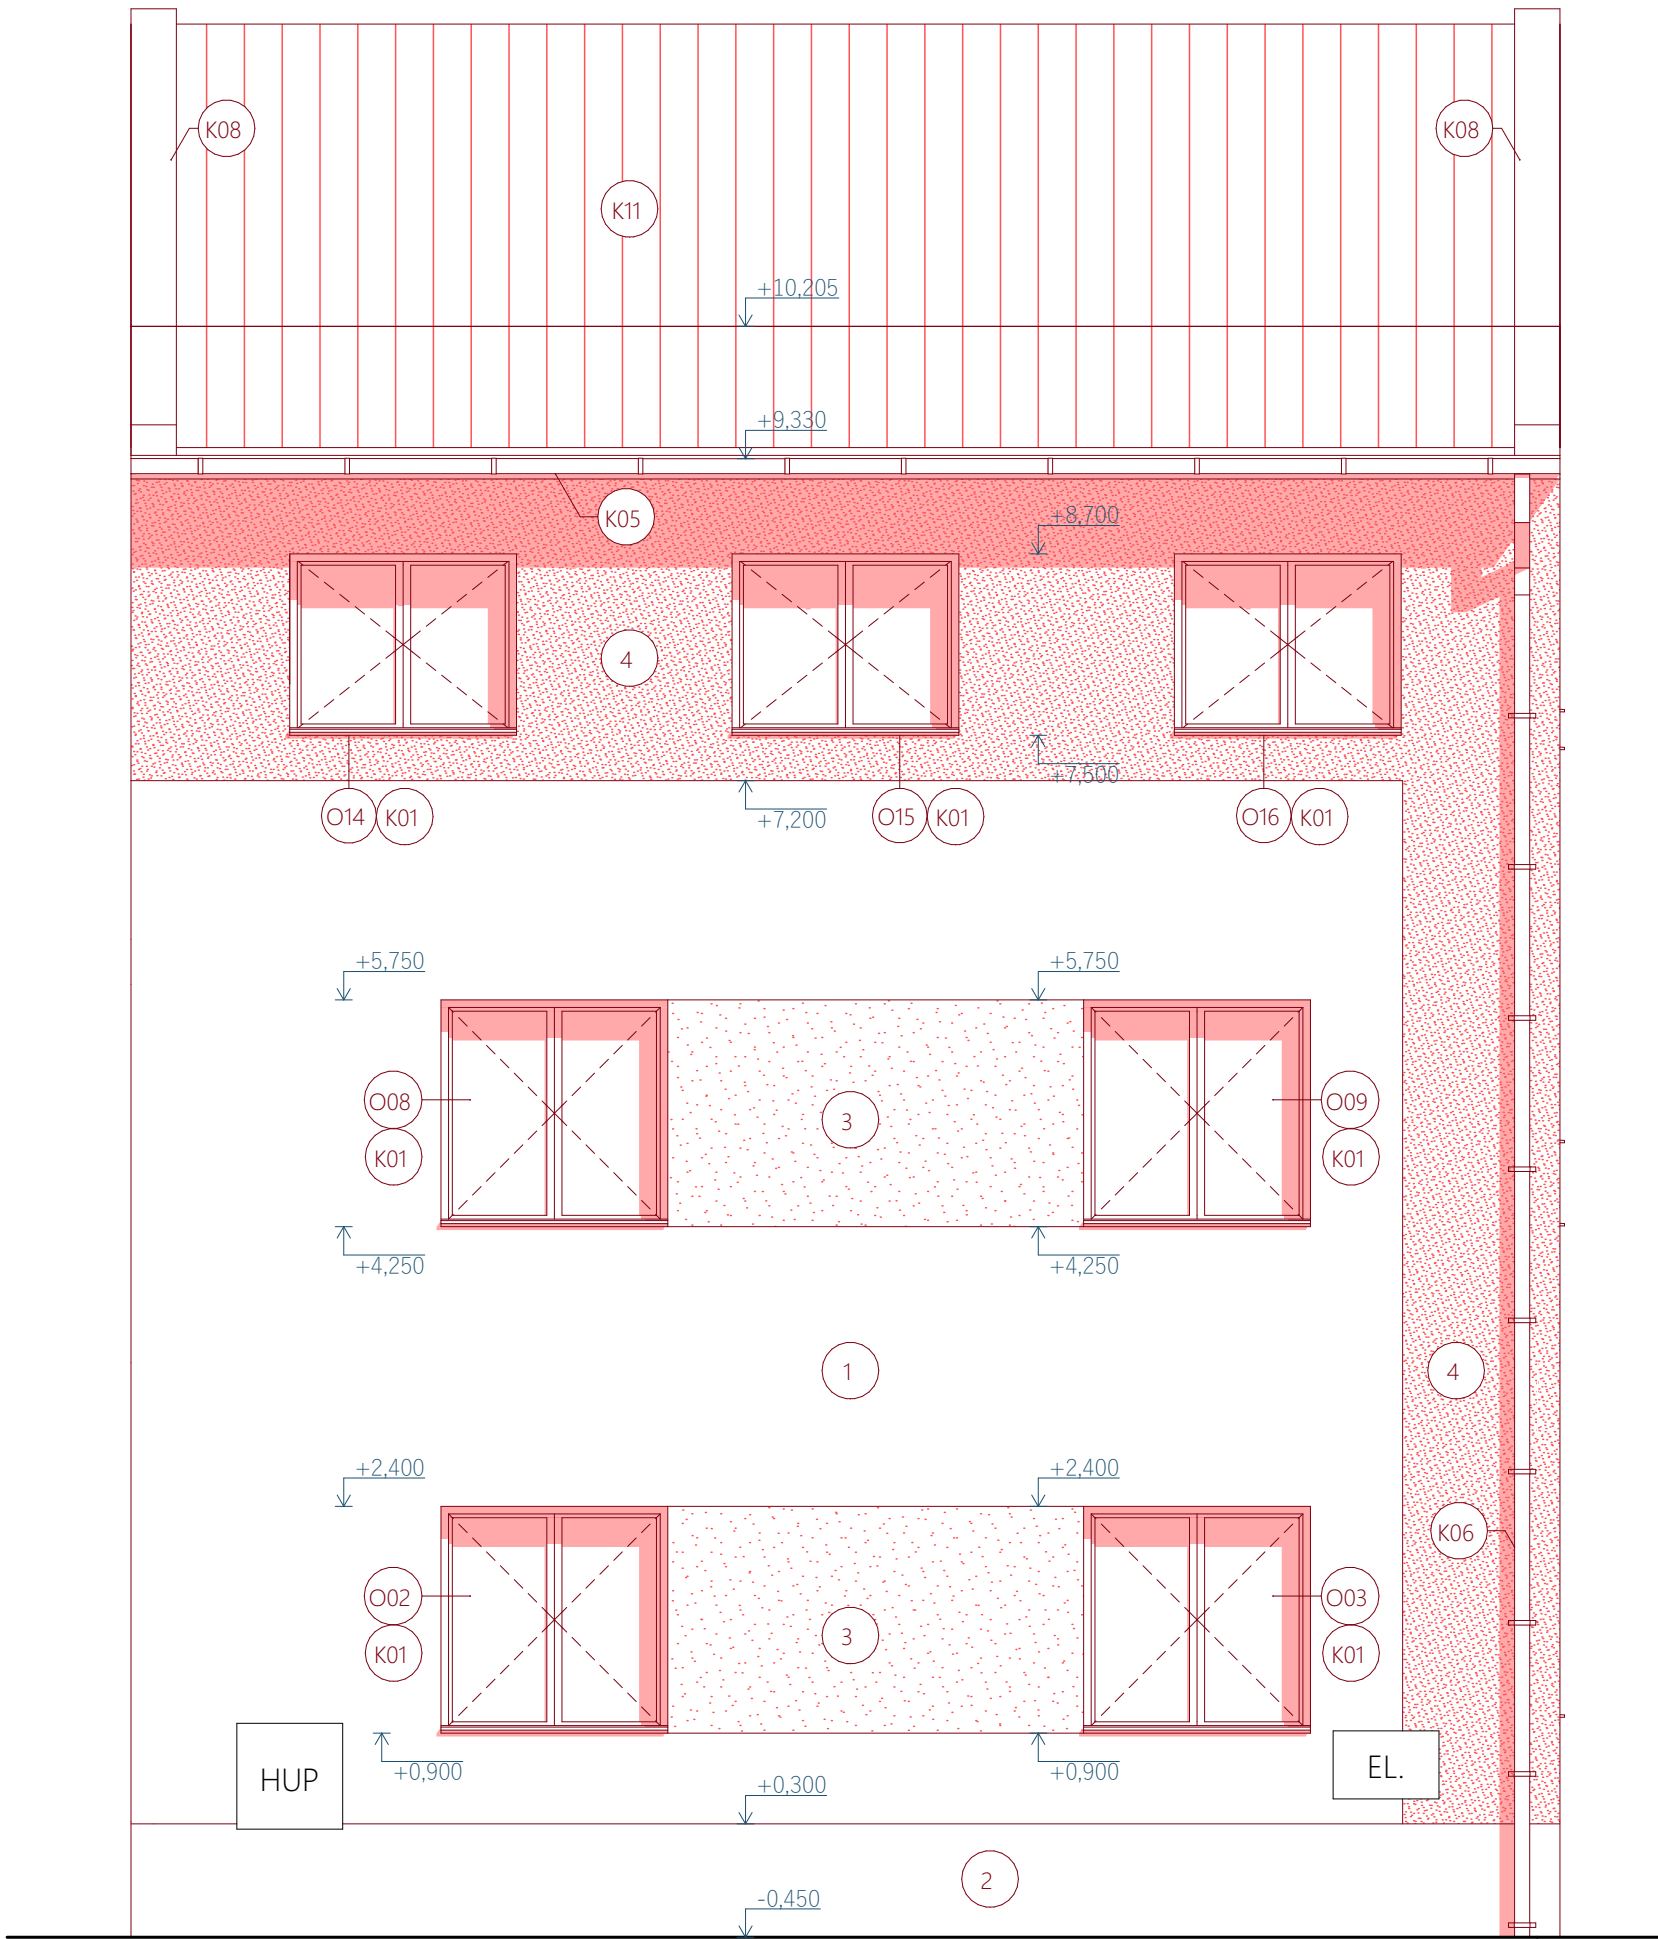 K08
K08
K11
+10,205
+9,330
K05
+8,700
4
+7,500
O14 K01
+7,200
O15 K01
O16 K01
+5,750
+5,750
O08
3
O09
K01
K01
+4,250
+4,250
1
4
+2,400
+2,400
K06
O02
3
O03
K01
K01
HUP
+0,900
+0,300
+0,900
EL.
2
-0,450